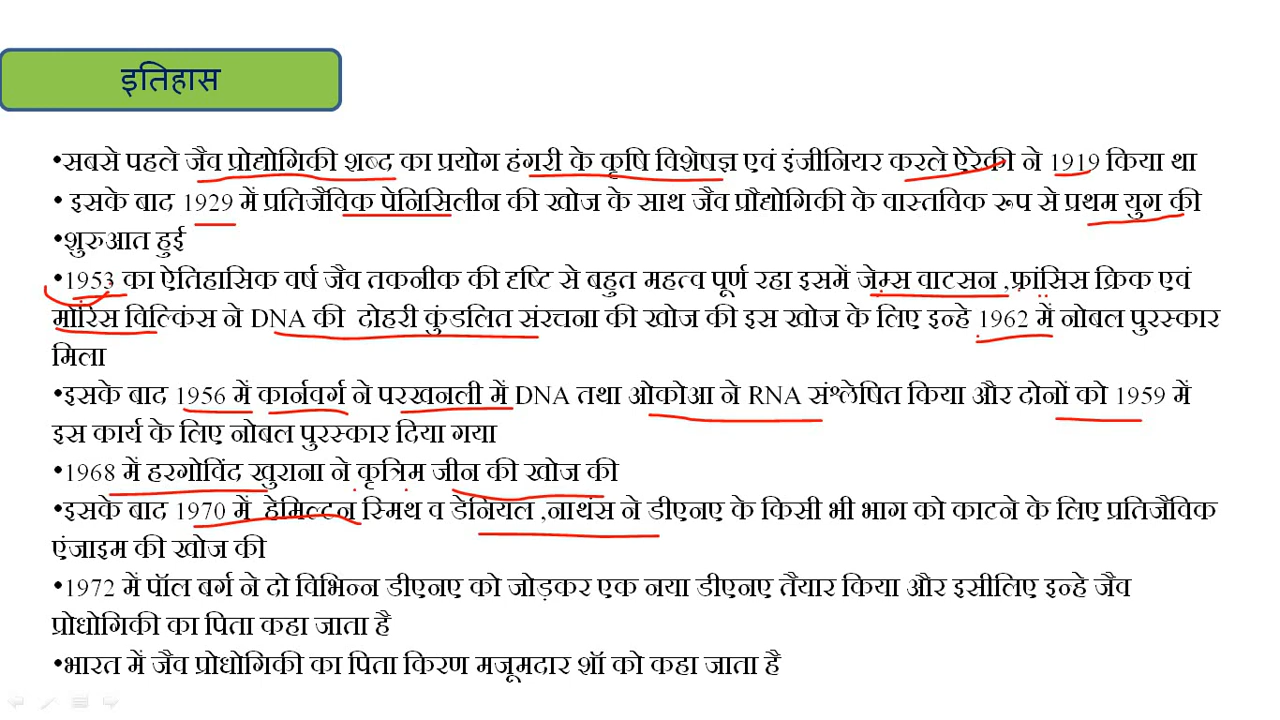 इतिहास
•सबसे पहले जैव प्रोद्योगिकी शब्द का प्रयोग हंगरी के कृषि विशेषज्ञ एवं इंजीनियर करले ऐरेकी ने 1919 किया था
• इसके बाद 1929 में प्रतिजैविक पेनिसिलीन की खोज के साथ जैव प्रौद्योगिकी के वास्तविक रूप से प्रथम युग की
•शुरुआत हुई
•1953 का ऐतिहासिक वर्ष जैव तकनीक की दृष्टि से बहुत महत्व पूर्ण रहा इसमें जेम्स वाटसन ,फ्रांसिस क्रिक एवं
मोरिस विल्किंस ने DNA की दोहरी कुंडलित संरचना की खोज की इस खोज के लिए इन्हे 1962 में नोबल पुरस्कार
मिला
•इसके बाद 1956 में कार्नवर्ग ने परखनली में DNA तथा ओकोआ ने RNA संश्लेषित किया और दोनों को 1959 में
इस कार्य के लिए नोबल पुरस्कार दिया गया
•1968 में हरगोविंद खुराना ने कृत्रिम जीन की खोज की
•इसके बाद 1970 में हेमिल्टन स्मिथ व डेनियल ,नाथंस ने डीएनए के किसी भी भाग को काटने के लिए प्रतिजैविक
एंजाइम की खोज की
•1972 में पॉल बर्ग ने दो विभिन्न डीएनए को जोड़कर एक नया डीएनए तैयार किया और इसीलिए इन्हे जैव
प्रोधोगिकी का पिता कहा जाता है
•भारत में जैव प्रोधोगिकी का पिता किरण मजूमदार शॉ को कहा जाता है